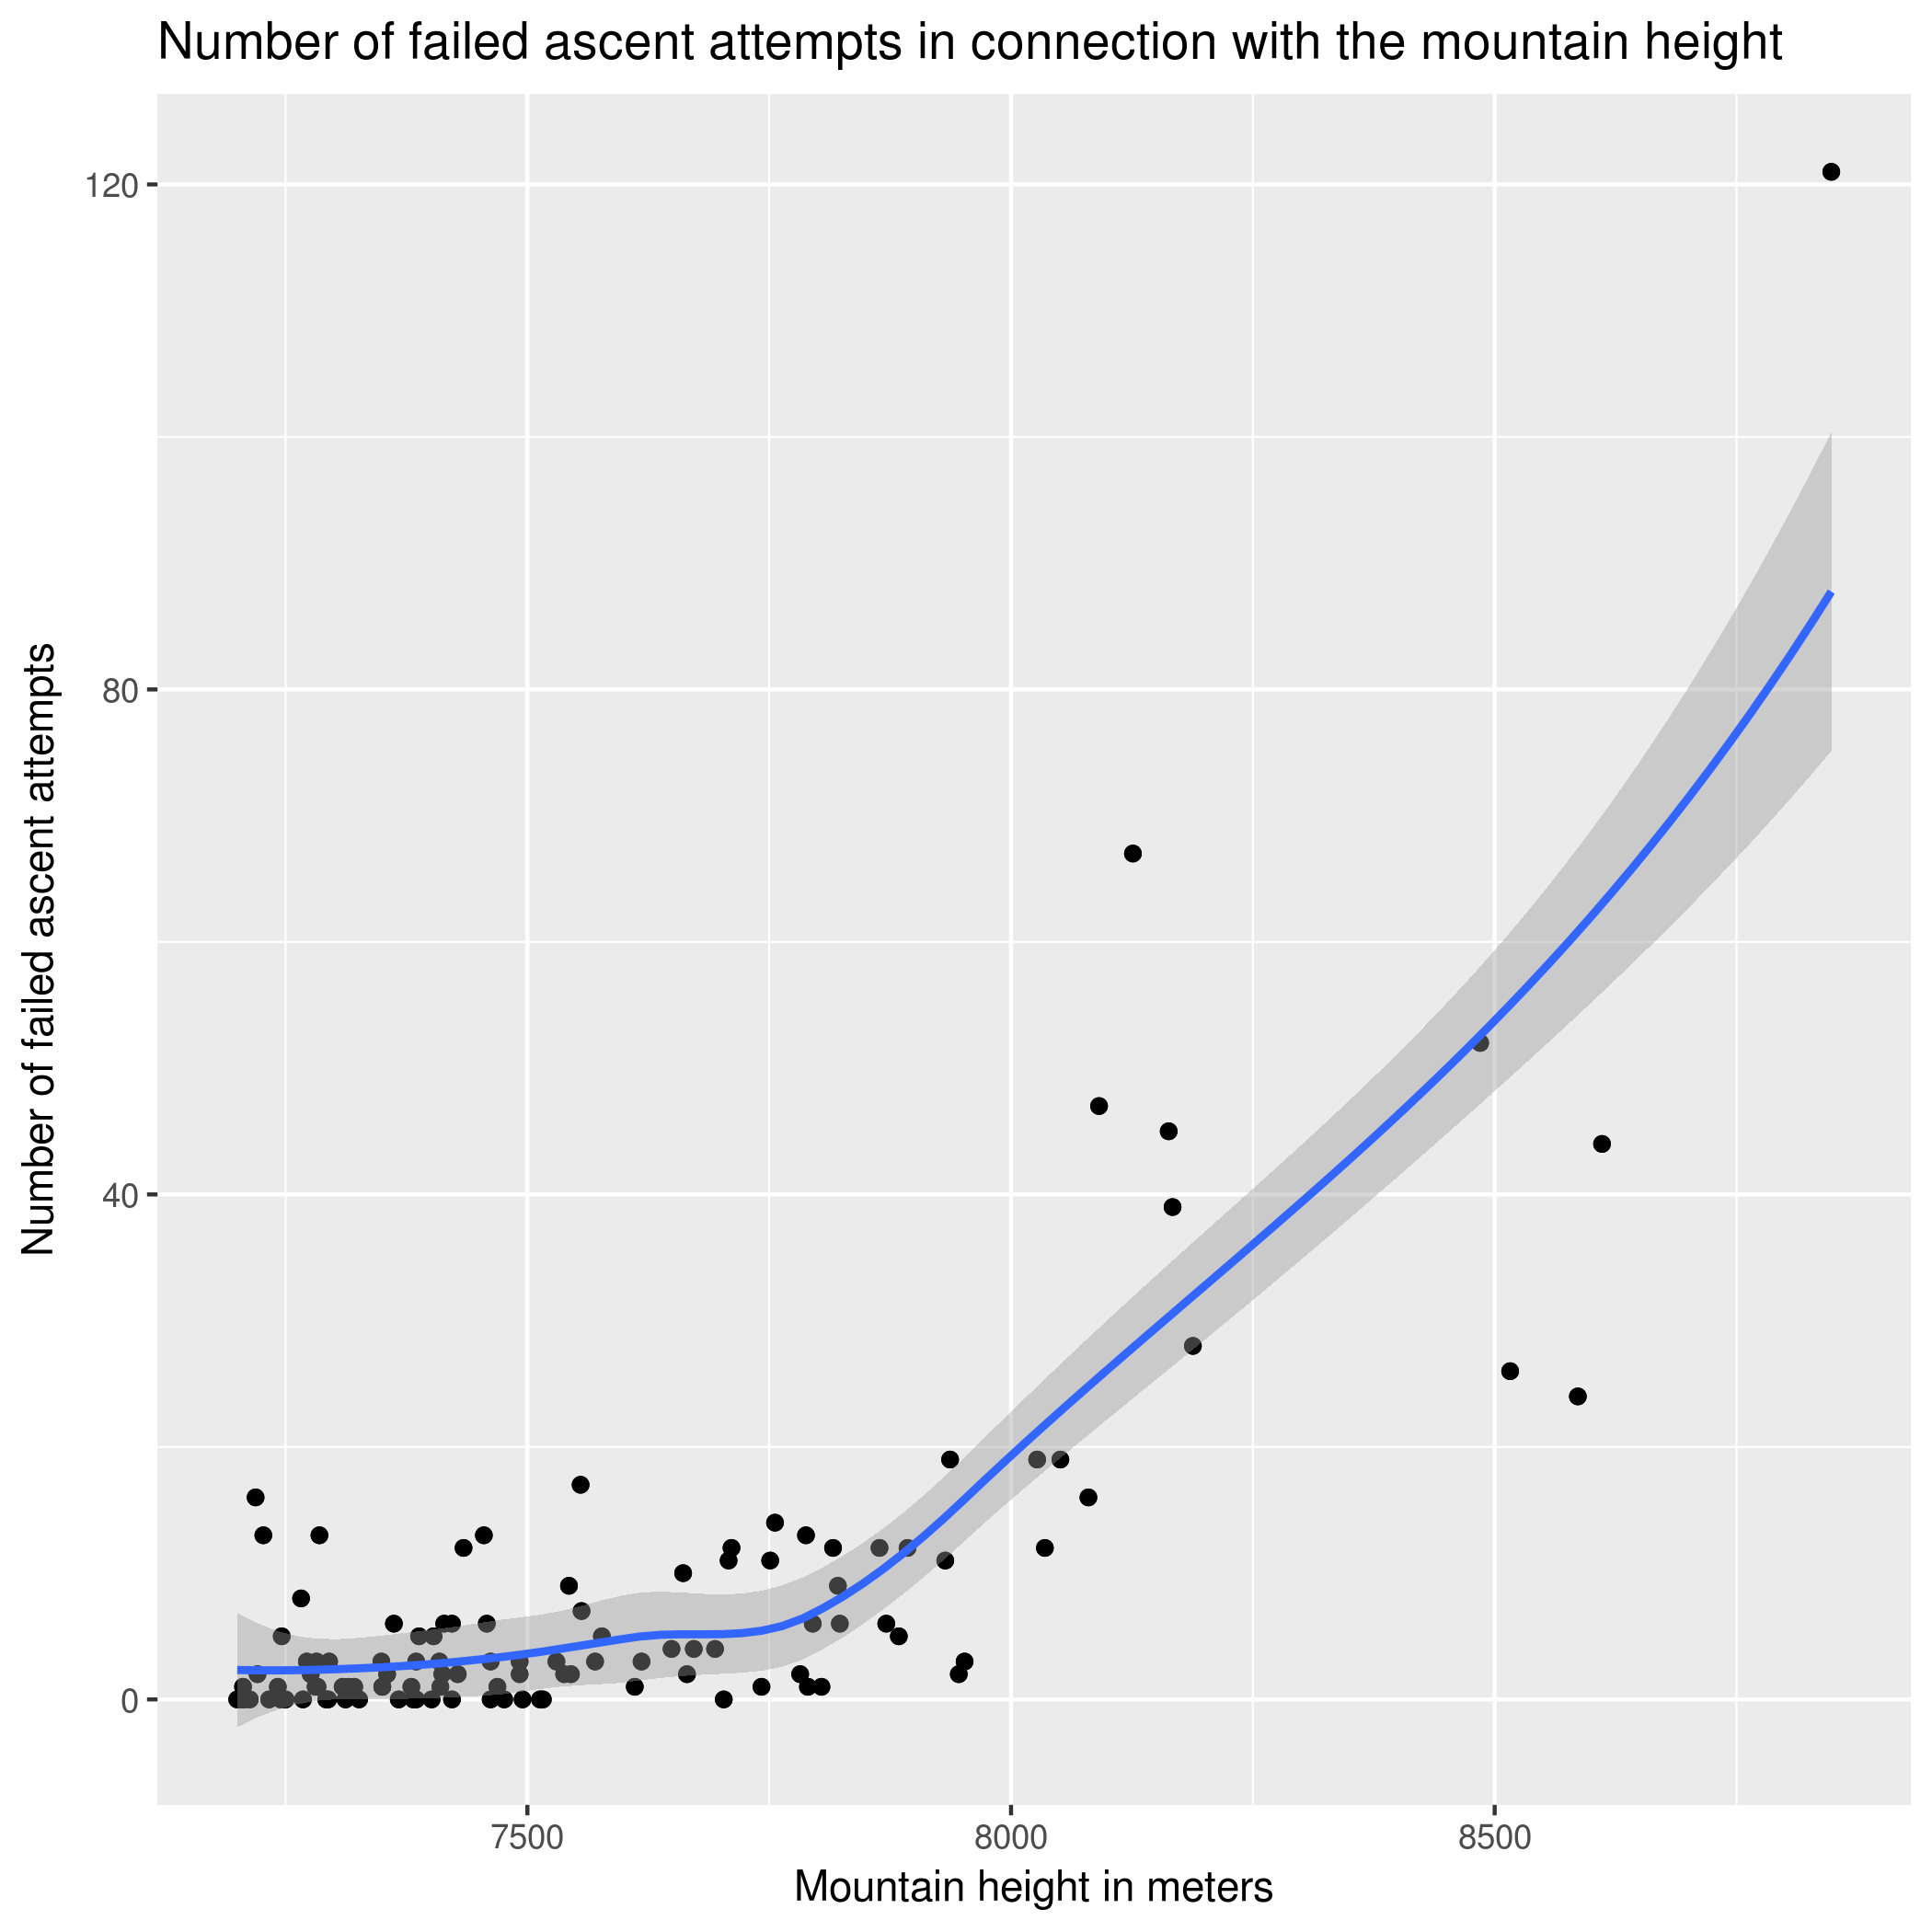 Number of failed ascent attempts in connection with the mountain height
Number of failed ascent attempts
120
80
40
0
7500 8000 8500
Mountain height in meters